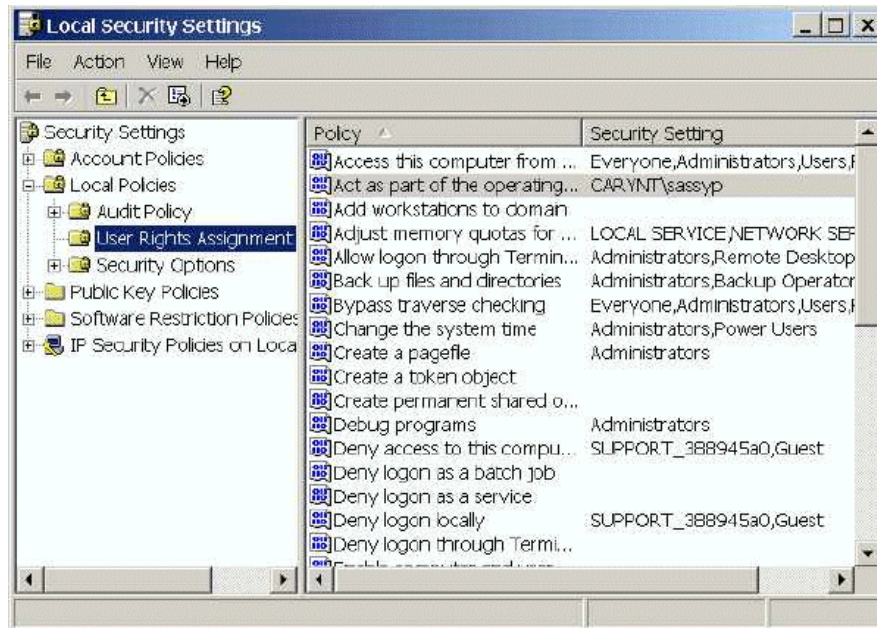 Local Security Settings
File Action View Help
Security Settings
Account Policies
Local Policies
Audit Policy
User Rights Assignment
Security Options
Public Key Policies
Software Restriction Policies
IP Security Policies on Loca
Policy Security Setting
Access this computer from ... Everyone,Administrators,Users,
Act as part of the operating... CARYNT\sassyp
Add workstations to domain
Adjust memory quotas for ... LOCAL SERVICE,NETWORK SER
Allow logon through Termin... Administrators,Remote Desktop
Back up files and directories Administrators,Backup Operator
Bypass traverse checking Everyone,Administrators,Users,
Change the system time Administrators,Power Users
Create a pagefile Administrators
Create a token object
Create permanent shared o...
Debug programs Administrators
Deny access to this compu... SUPPORT_388945a0,Guest
Deny logon as a batch job
Deny logon as a service
Deny logon locally SUPPORT_388945a0,Guest
Deny logon through Termi...